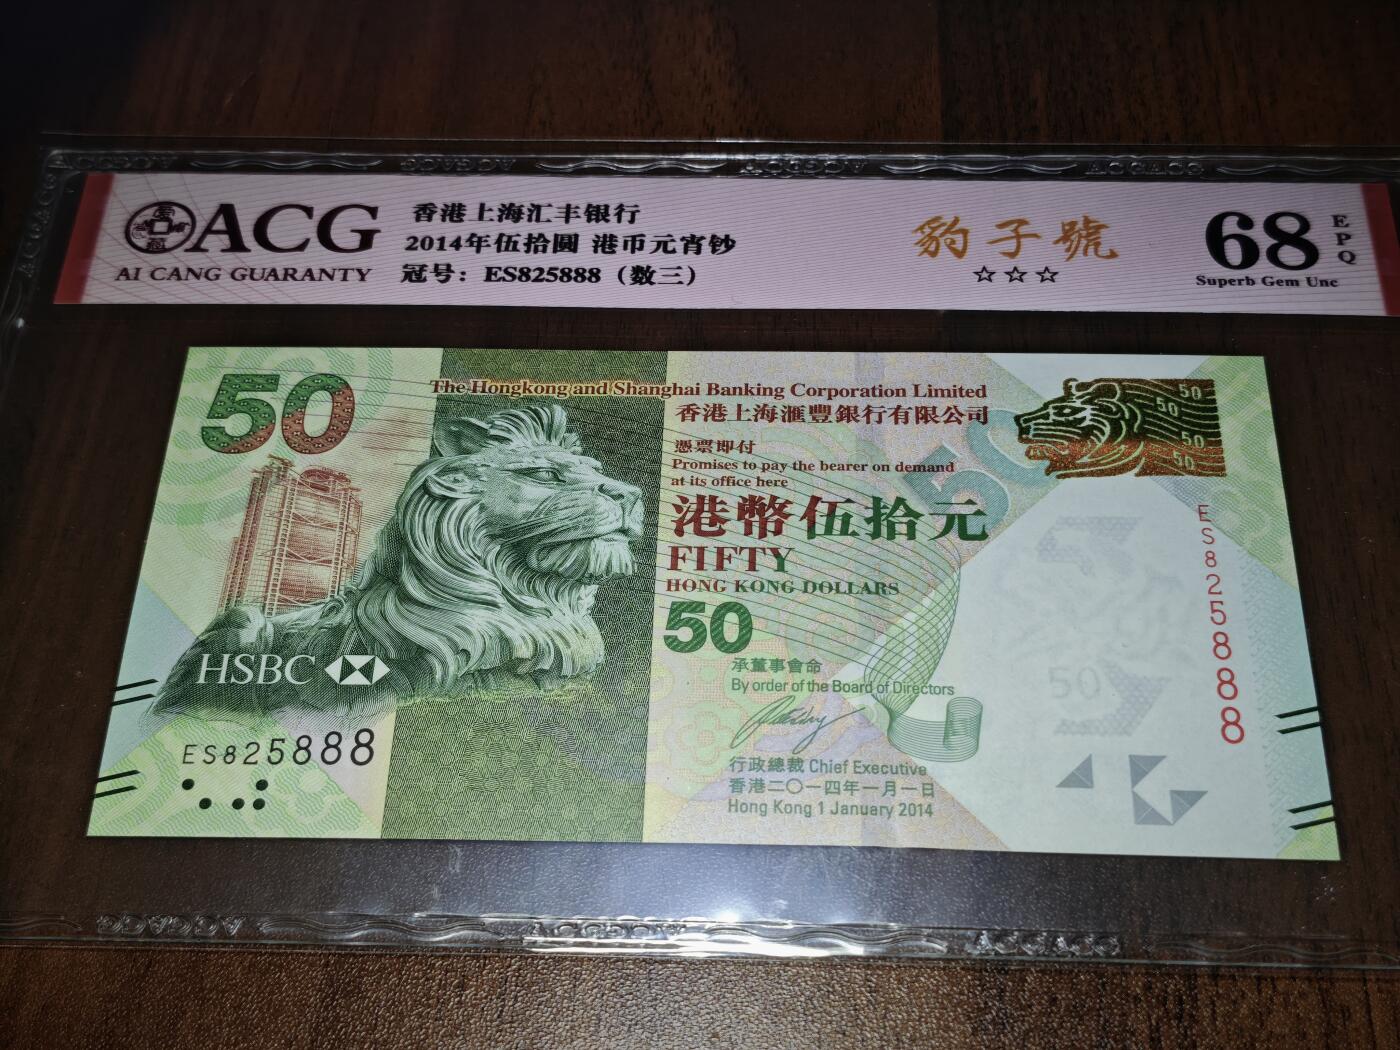 ACG
AI CANG GUARANTY
香港上海汇丰银行
2014年伍拾圆 港币元宵钞
冠号：ES825888（数三）
豹子號
☆☆☆
68
EPQ
Superb Gem Unc
50
The Hongkong and Shanghai Banking Corporation Limited
香港上海滙豐銀行有限公司
憑票即付
Promises to pay the bearer on demand
at its office here
港幣伍拾元
FIFTY
HONG KONG DOLLARS
50
承董事會命
By order of the Board of Directors
行政總裁 Chief Executive
香港二〇一四年一月一日
Hong Kong 1 January 2014
HSBC
ES825888
50
50
50
50
50
50
ES825888